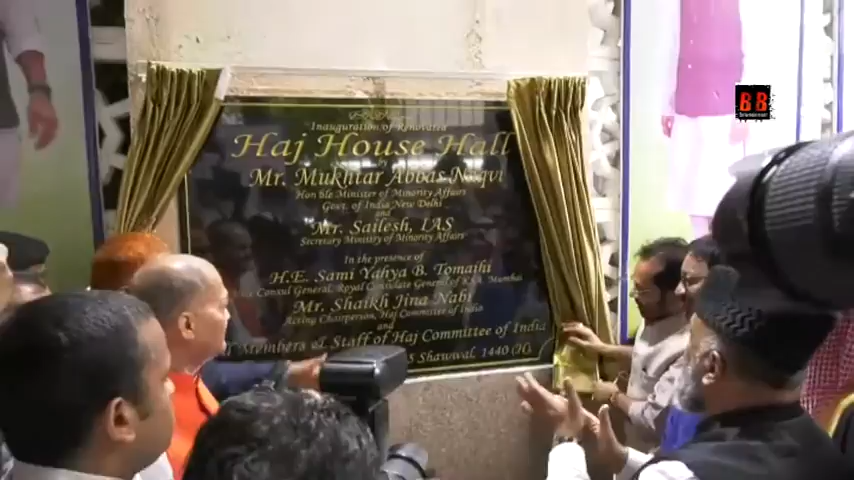 Inauguration of Renovated
Haj House Hall
by
Mr. Mukhtar Abbas Naqvi
Hon'ble Minister of Minority Affairs
Govt. of India New Delhi
and
Mr. Sailesh, IAS
Secretary Ministry of Minority Affairs
In the presence of
H.E. Sami Yahya B. Tomaihi
Consul General Royal Consulate of KSA Mumbai
Mr. Shaikh Jina Nabi
Acting Chairperson, Haj Committee of India
and
Members & Staff of Haj Committee of India
Shawwal 1440 (H)
BBB